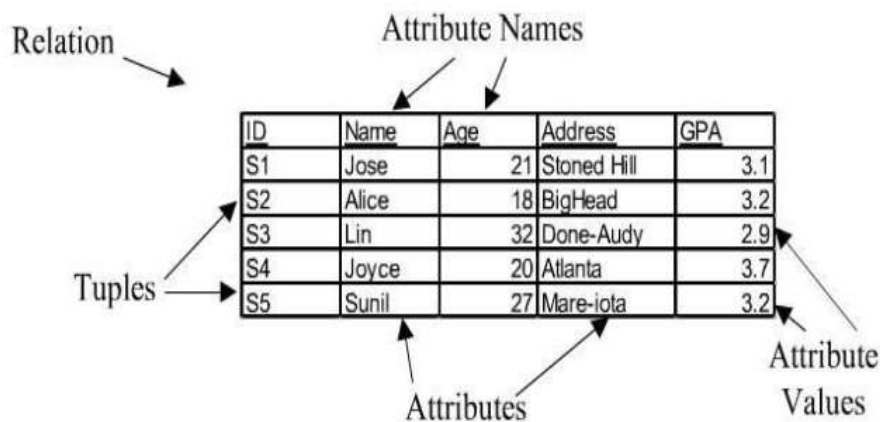 Attribute Names
Relation
ID Name Age Address GPA
S1 Jose 21 Stoned Hill 3.1
S2 Alice 18 BigHead 3.2
S3 Lin 32 Done-Audy 2.9
S4 Joyce 20 Atlanta 3.7
S5 Sunil 27 Mare-iota 3.2
Tuples
Attributes
Attribute
Values